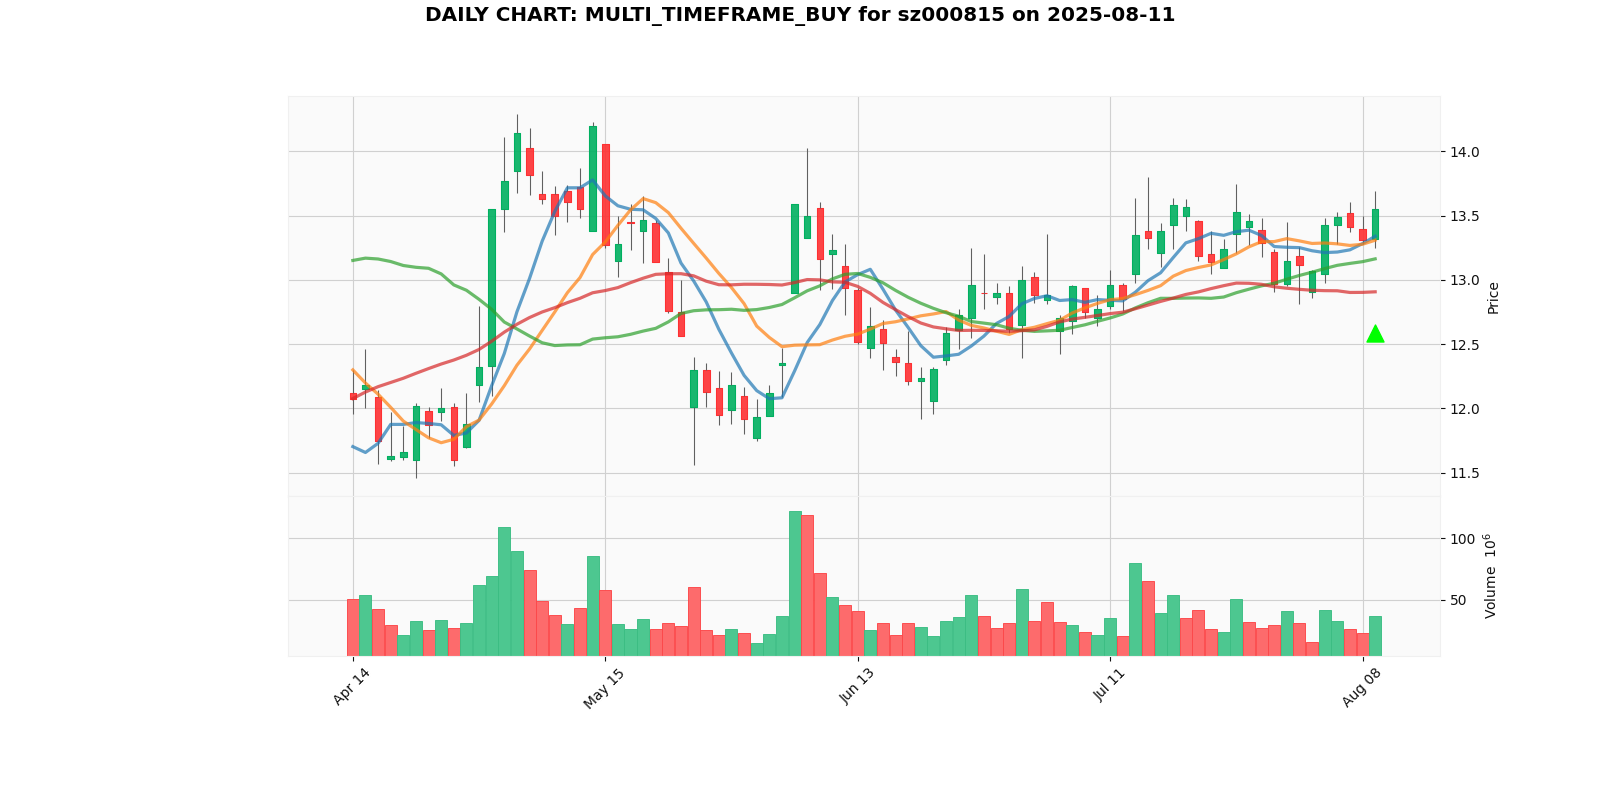 DAILY CHART: MULTI_TIMEFRAME_BUY for sz000815 on 2025-08-11
14.0
13.5
13.0
12.5
12.0
11.5
Price
100
50
Volume 10⁶
Apr 14
May 15
Jun 13
Jul 11
Aug 08